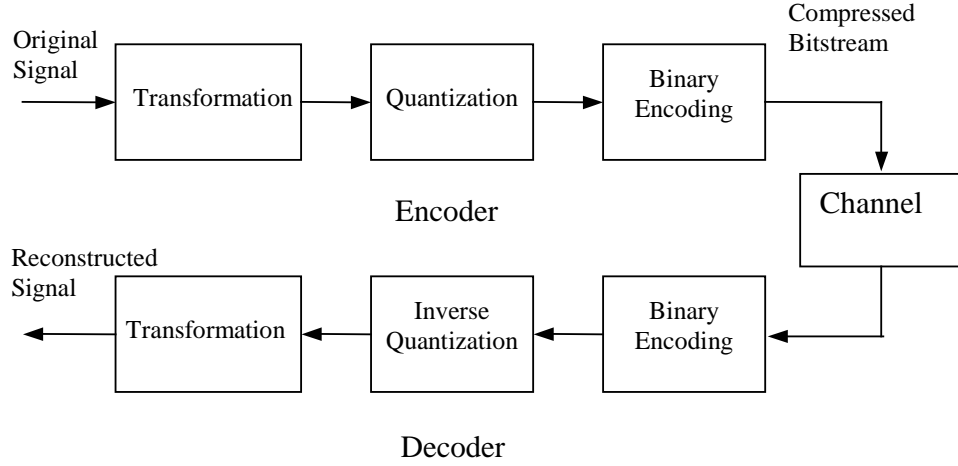 Original
Signal
Transformation
Quantization
Binary
Encoding
Compressed
Bitstream
Encoder
Channel
Reconstructed
Signal
Transformation
Inverse
Quantization
Binary
Encoding
Decoder